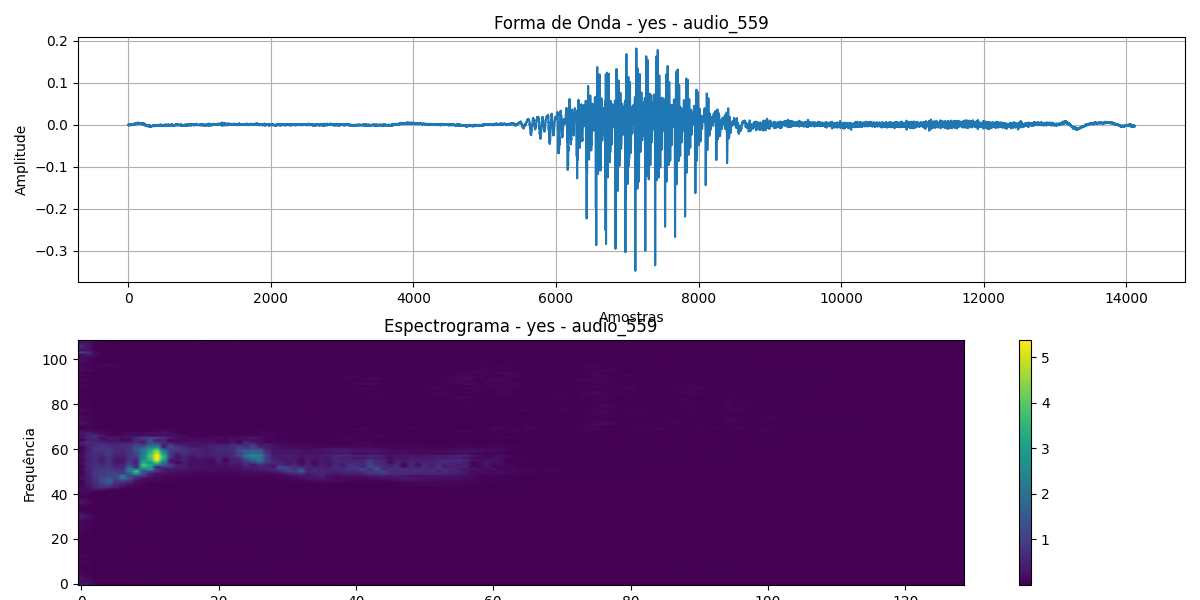 Forma de Onda - yes - audio_559
0.2
0.1
0.0
−0.1
−0.2
−0.3
Amplitude
0 2000 4000 6000 8000 10000 12000 14000
Amostras
Espectrograma - yes - audio_559
100
80
60
40
20
0
Frequência
0 20 40 60 80 100 120
5
4
3
2
1